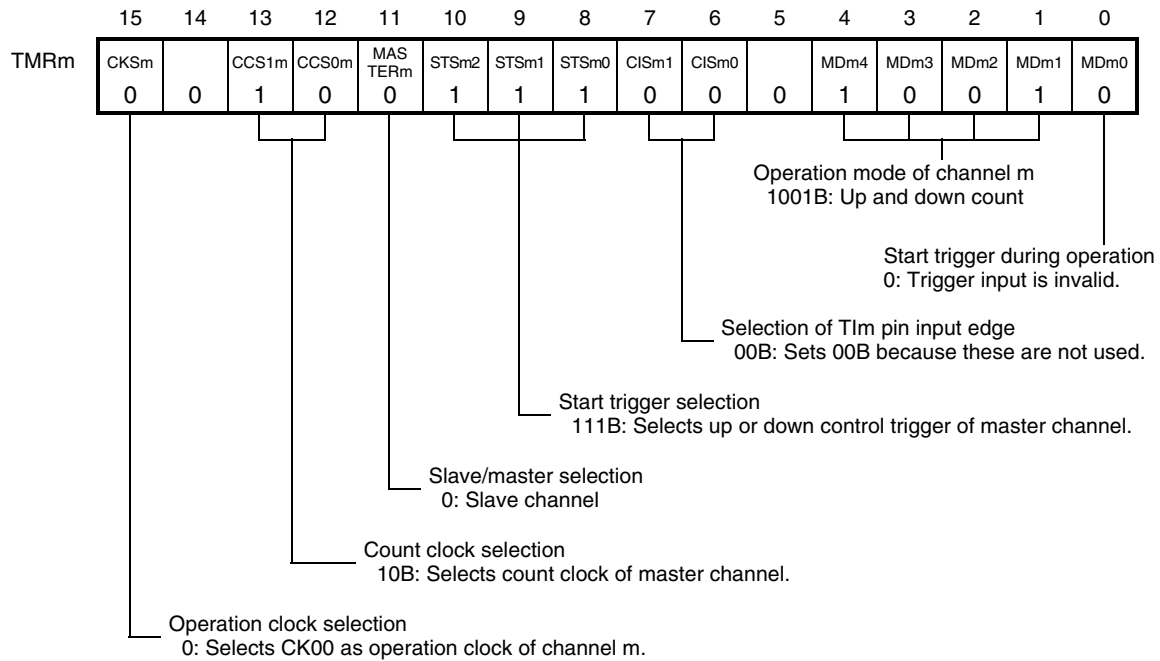 15 14 13 12 11 10 9 8 7 6 5 4 3 2 1 0
TMRm CKSm CCS1m CCS0m MAS TERm STSm2 STSm1 STSm0 CISm1 CISm0 MDm4 MDm3 MDm2 MDm1 MDm0
0 0 1 0 0 1 1 1 0 0 0 1 0 0 1 0
Operation mode of channel m
1001B: Up and down count
Start trigger during operation
0: Trigger input is invalid.
Selection of TIm pin input edge
00B: Sets 00B because these are not used.
Start trigger selection
111B: Selects up or down control trigger of master channel.
Slave/master selection
0: Slave channel
Count clock selection
10B: Selects count clock of master channel.
Operation clock selection
0: Selects CK00 as operation clock of channel m.